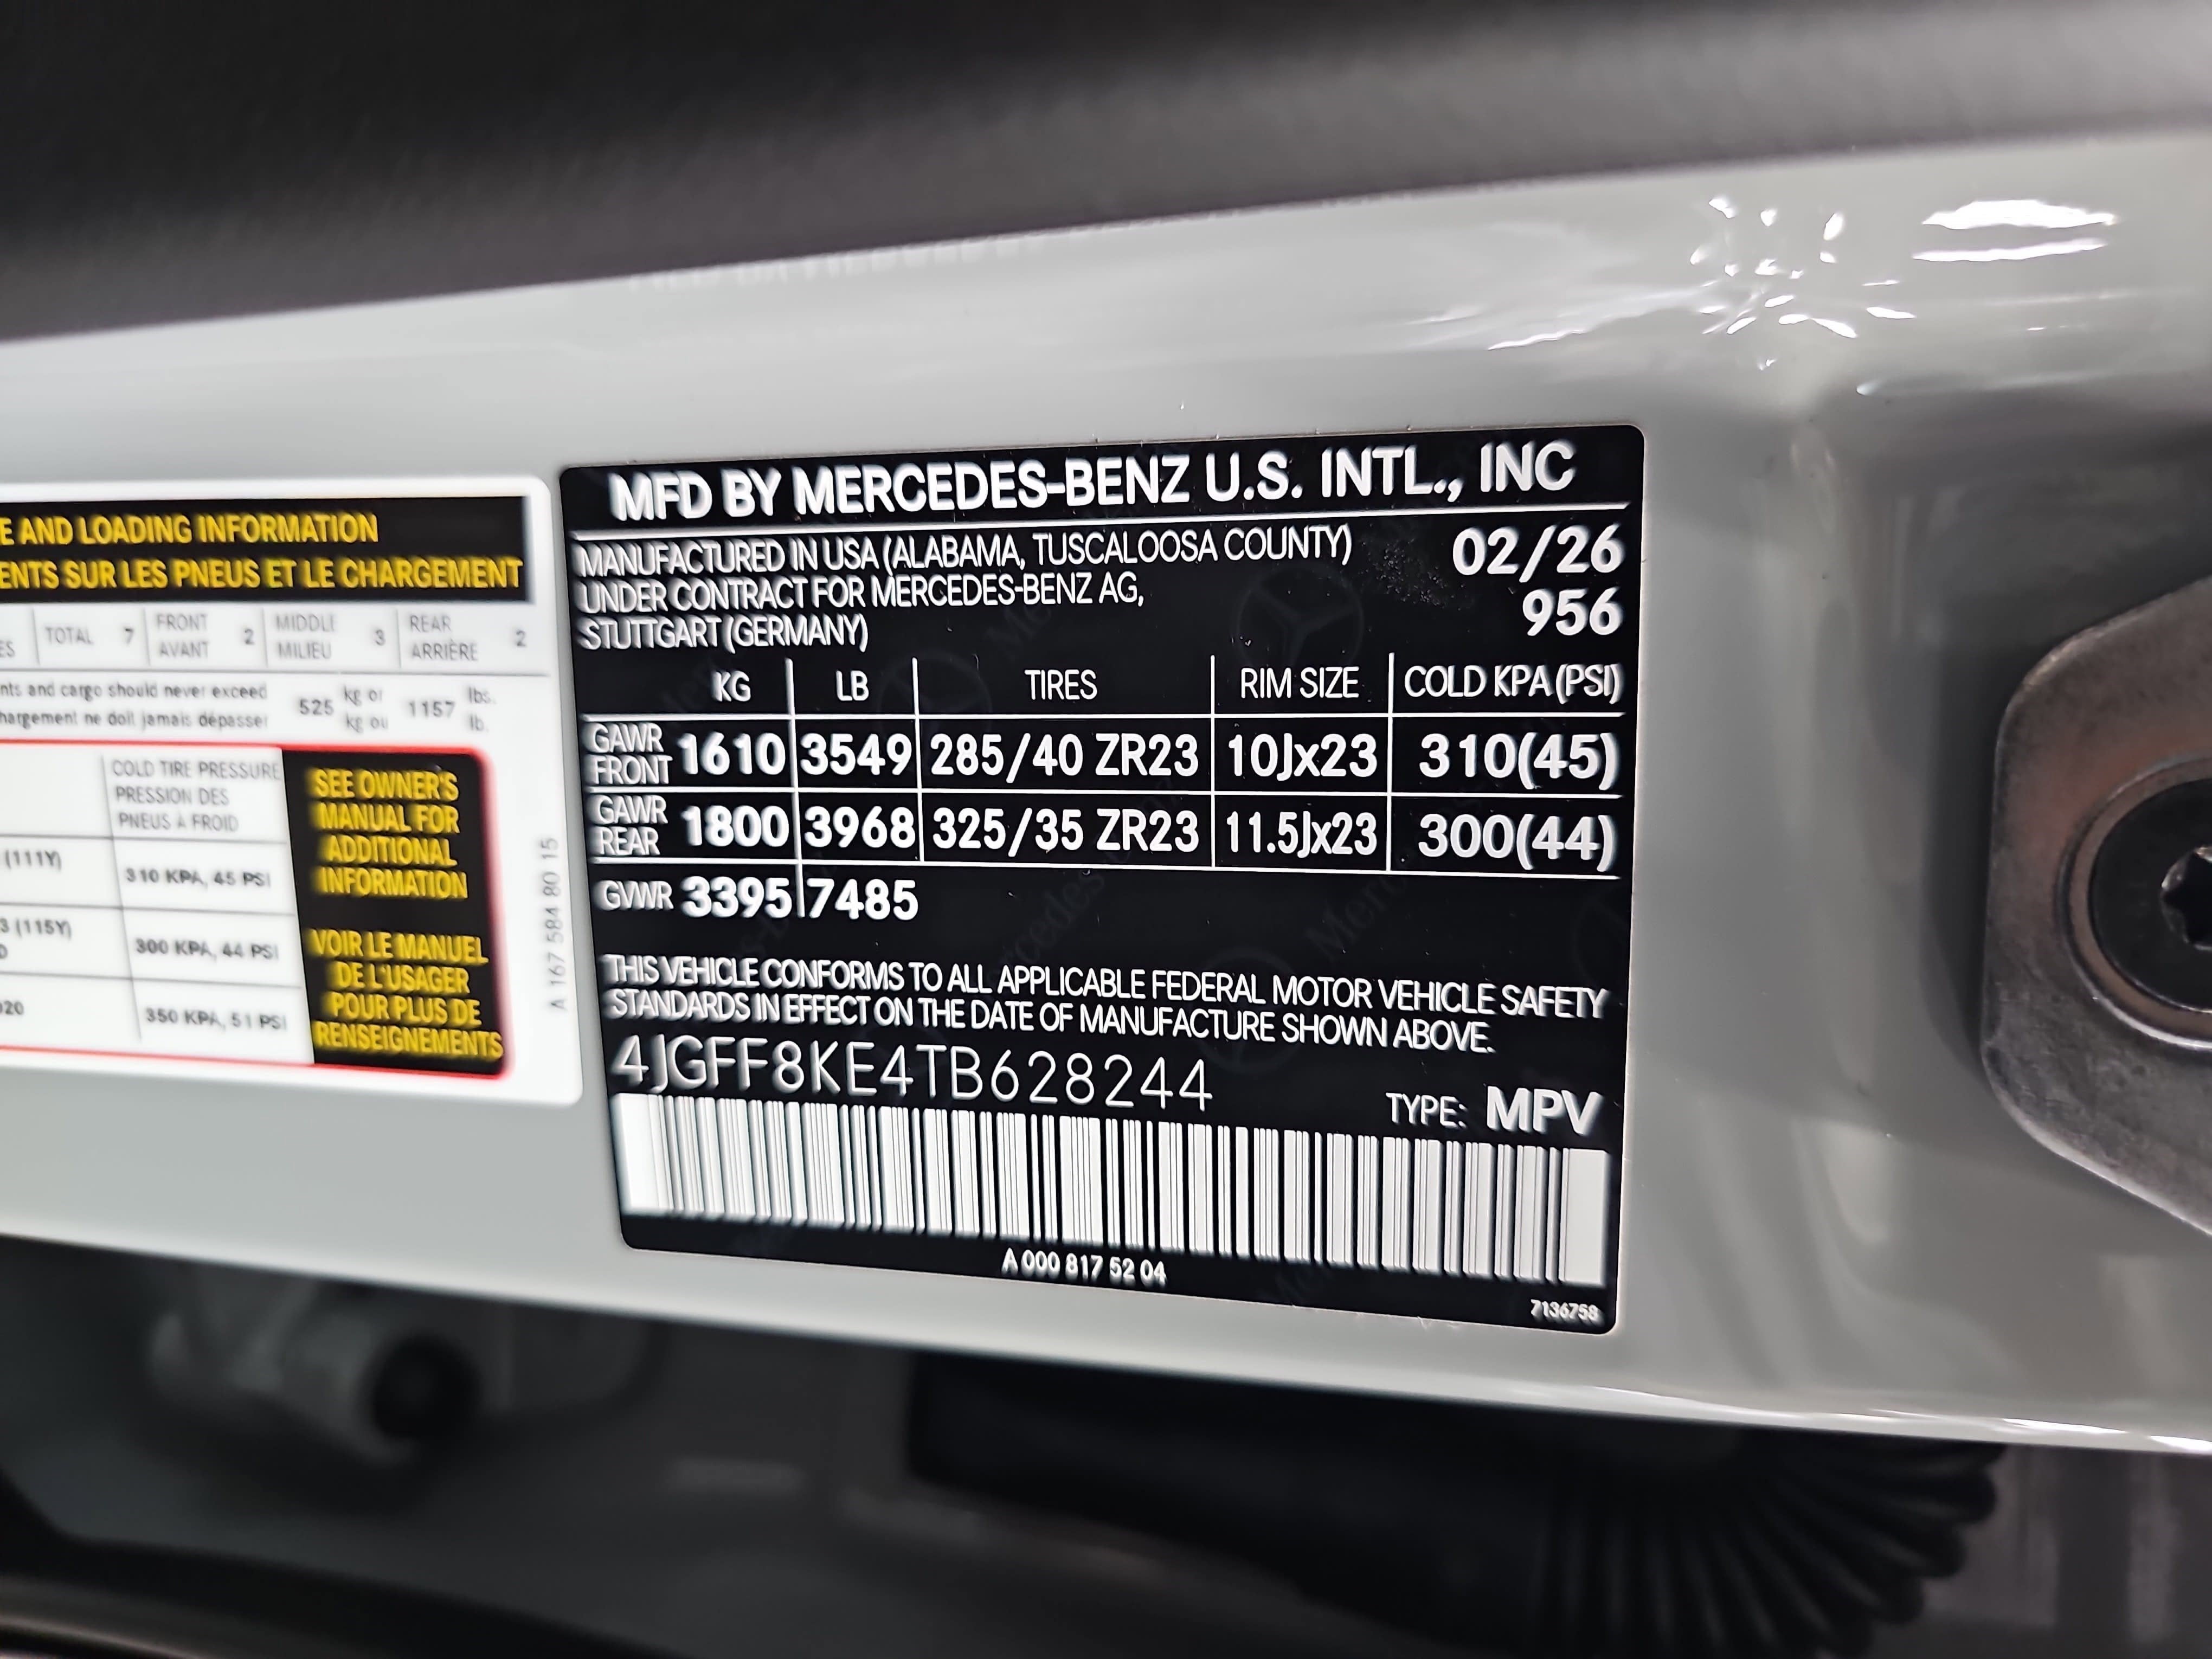 E AND LOADING INFORMATION
ENTS SUR LES PNEUS ET LE CHARGEMENT
ES TOTAL 7 FRONT AVANT 2 MIDDLE MILIEU 3 REAR ARRIÈRE 2
nts and cargo should never exceed 525 kg or 1157 lbs.
hargement ne doit jamais dépasser kg ou lb.
COLD TIRE PRESSURE
PRESSION DES
PNEUS A FROID
(111Y) 310 KPA, 45 PSI
3 (115Y) 300 KPA, 44 PSI
020 350 KPA, 51 PSI
SEE OWNER'S
MANUAL FOR
ADDITIONAL
INFORMATION
VOIR LE MANUEL
DE L'USAGER
POUR PLUS DE
RENSEIGNEMENTS
A 167 584 80 15
MFD BY MERCEDES-BENZ U.S. INTL., INC
MANUFACTURED IN USA (ALABAMA, TUSCALOOSA COUNTY) 02/26
UNDER CONTRACT FOR MERCEDES-BENZ AG, 956
STUTTGART (GERMANY)
KG LB TIRES RIM SIZE COLD KPA (PSI)
GAWR FRONT 1610 3549 285/40 ZR23 10Jx23 310(45)
GAWR REAR 1800 3968 325/35 ZR23 11.5Jx23 300(44)
GVWR 3395 7485
THIS VEHICLE CONFORMS TO ALL APPLICABLE FEDERAL MOTOR VEHICLE SAFETY
STANDARDS IN EFFECT ON THE DATE OF MANUFACTURE SHOWN ABOVE.
4JGFF8KE4TB628244
TYPE: MPV
A 000 817 52 04
7136758